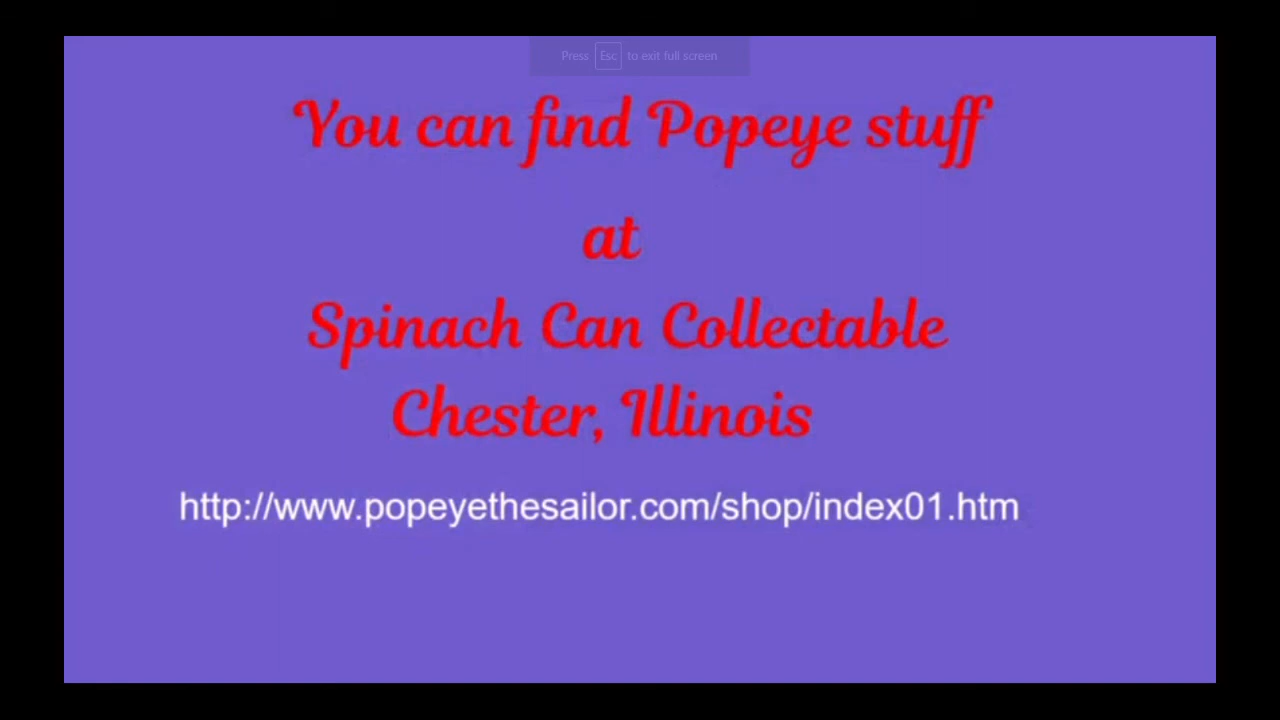 Press Esc to exit full screen
You can find Popeye stuff
at
Spinach Can Collectable
Chester, Illinois
http://www.popeyethesailor.com/shop/index01.htm